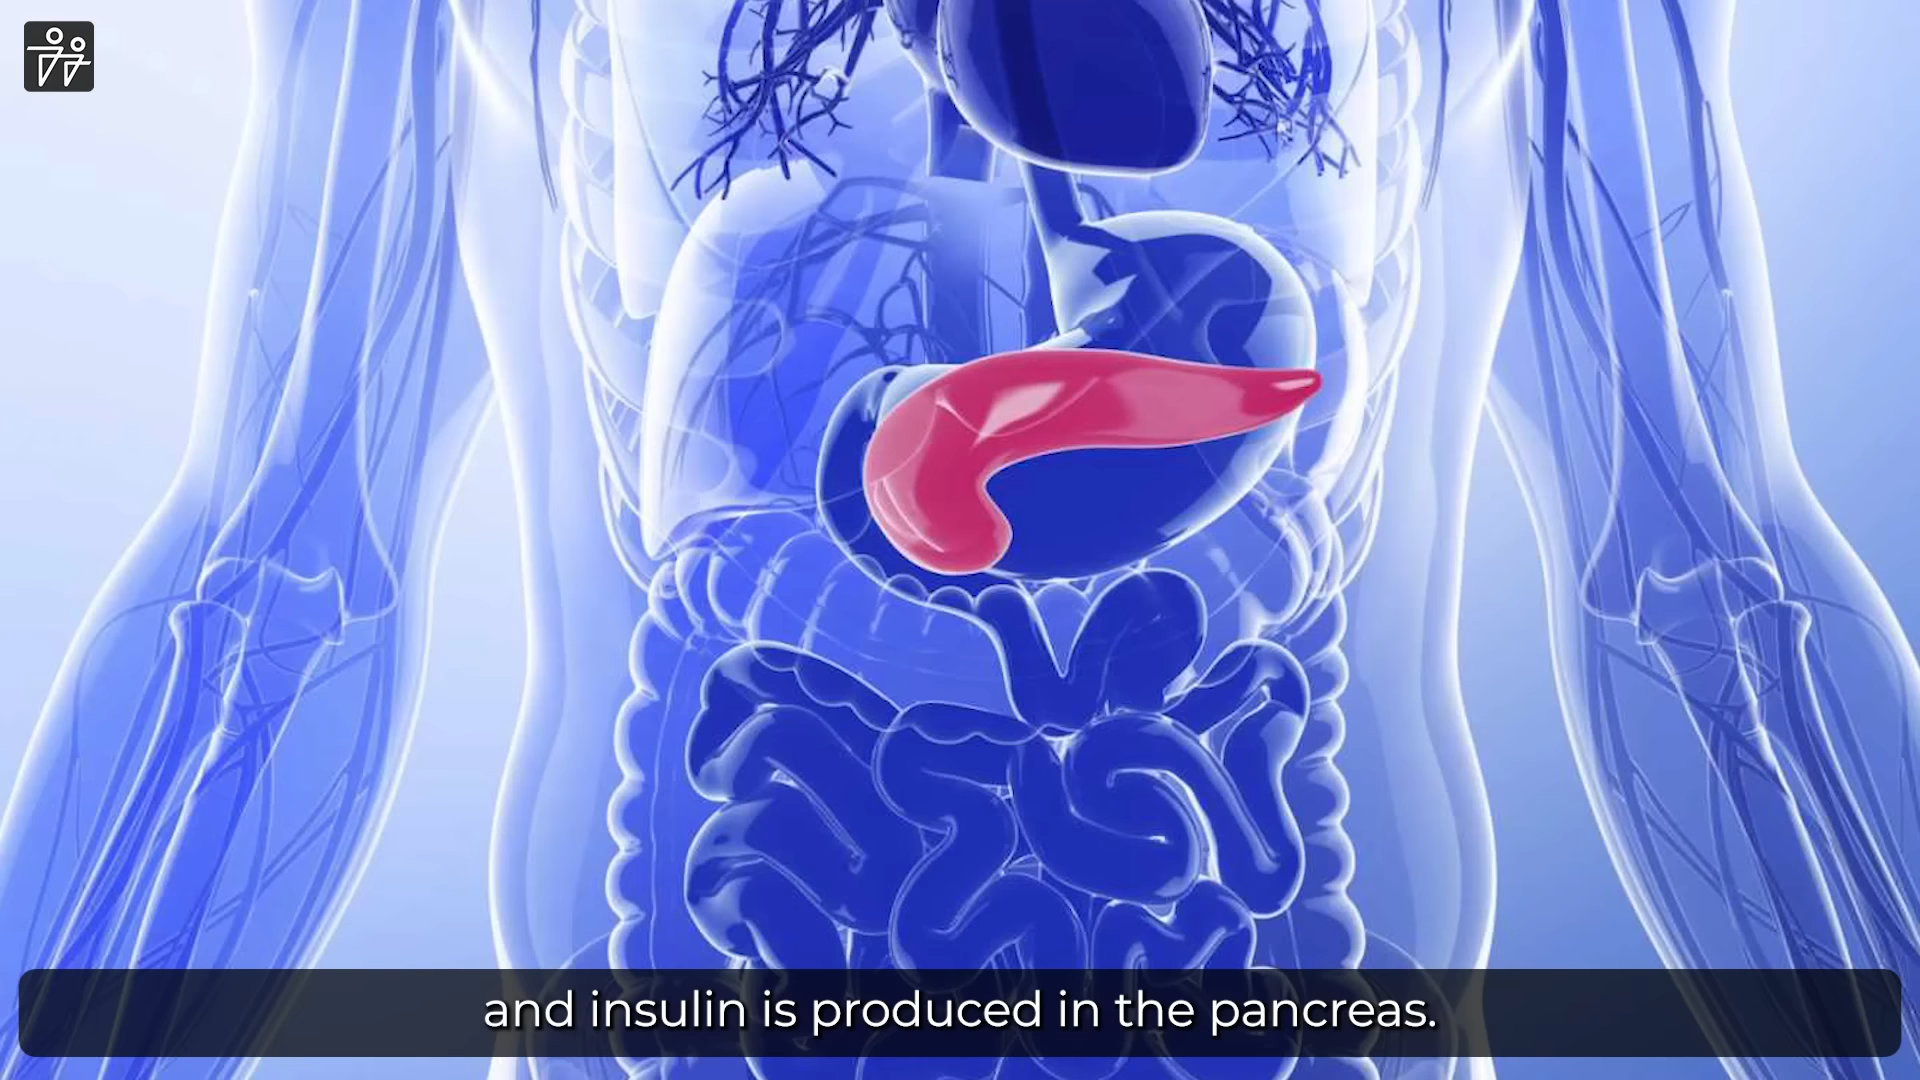 and insulin is produced in the pancreas.